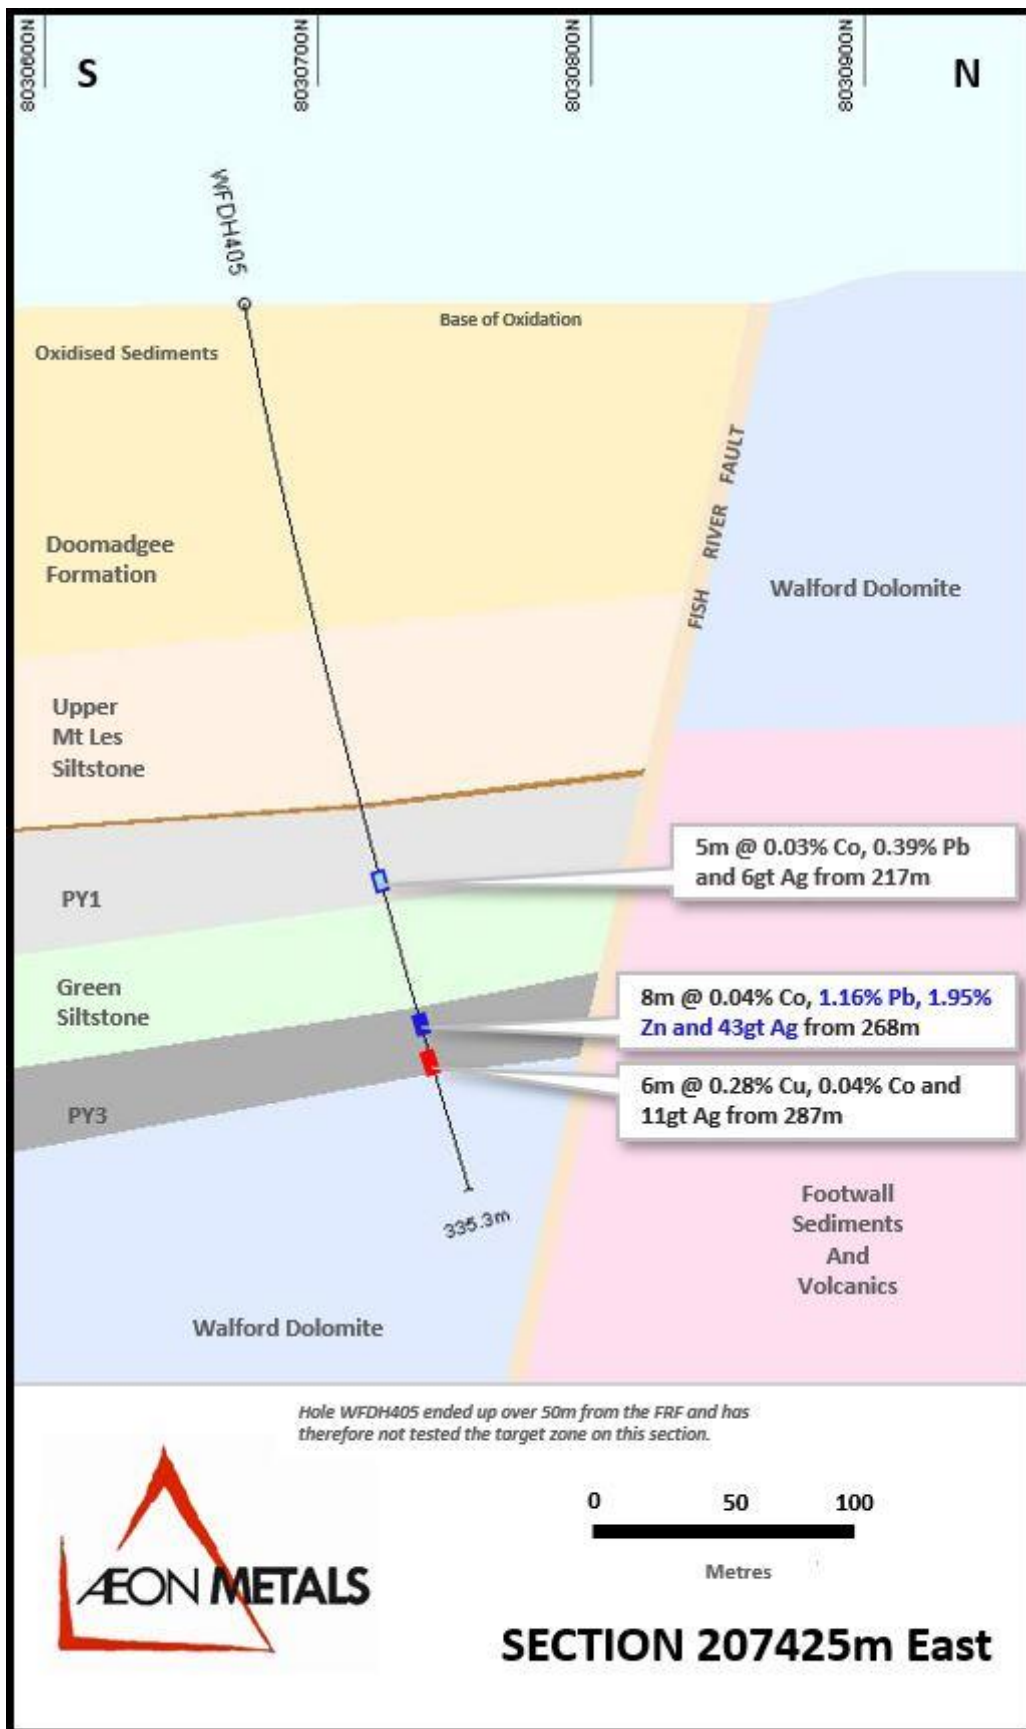 8030600N
8030700N
8030800N
8030900N
S
N
WFDH405
Base of Oxidation
Oxidised Sediments
FISH RIVER FAULT
Doomadgee
Formation
Walford Dolomite
Upper
Mt Les
Siltstone
5m @ 0.03% Co, 0.39% Pb
and 6gt Ag from 217m
PY1
Green
Siltstone
8m @ 0.04% Co, 1.16% Pb, 1.95%
Zn and 43gt Ag from 268m
6m @ 0.28% Cu, 0.04% Co and
11gt Ag from 287m
PY3
335.3m
Footwall
Sediments
And
Volcanics
Walford Dolomite
Hole WFDH405 ended up over 50m from the FRF and has
therefore not tested the target zone on this section.
0 50 100
Metres
ÆON METALS
SECTION 207425m East